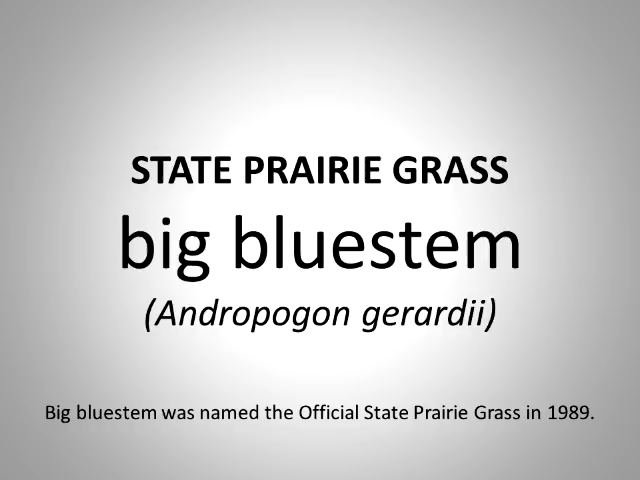 STATE PRAIRIE GRASS
big bluestem
(Andropogon gerardii)
Big bluestem was named the Official State Prairie Grass in 1989.